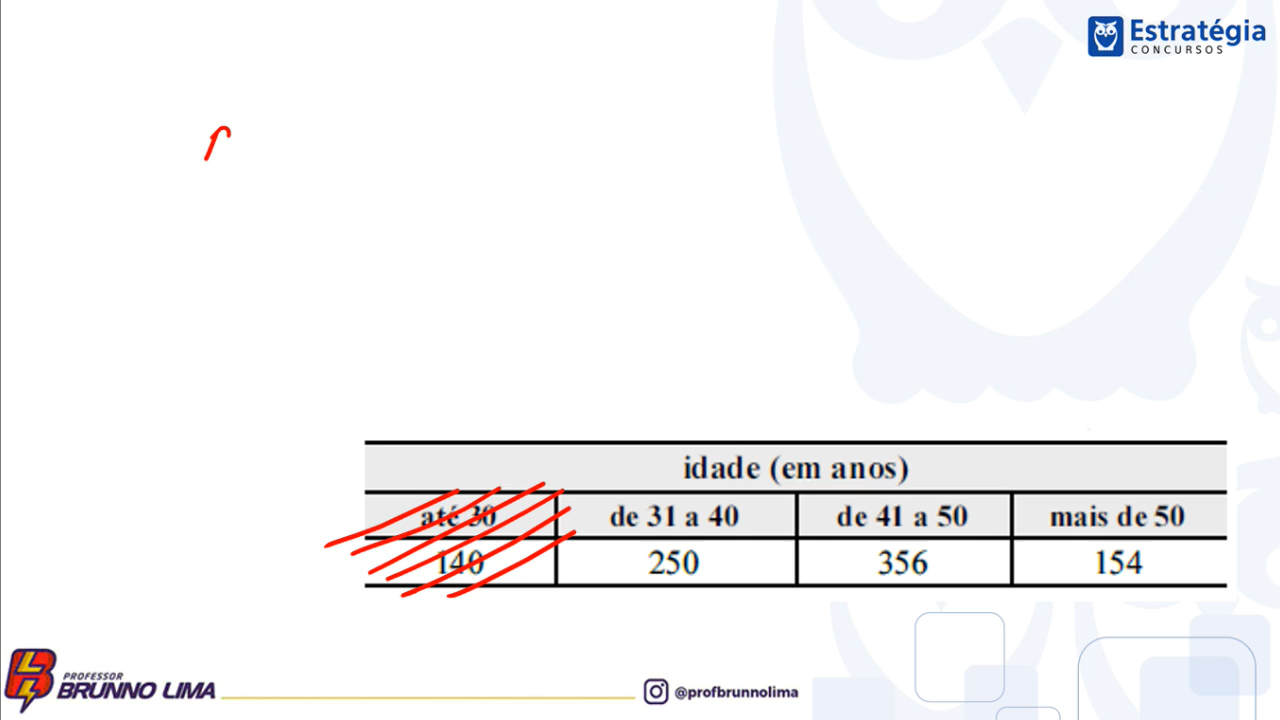 Estratégia
CONCURSOS
idade (em anos)
até 30 de 31 a 40 de 41 a 50 mais de 50
140 250 356 154
PROFESSOR
BRUNNO LIMA
@profbrunnolima